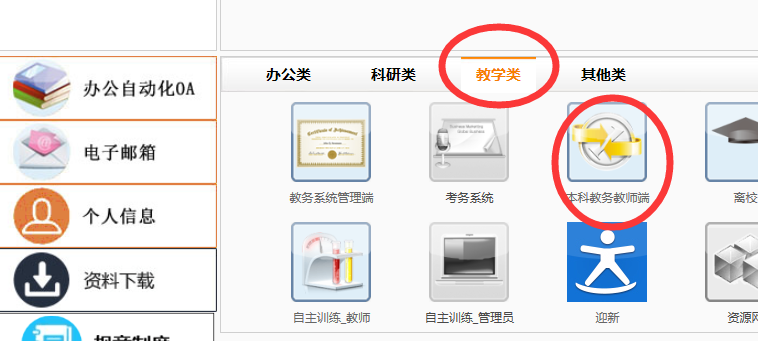 办公类 科研类 教学类 其他类
办公自动化OA
电子邮箱
个人信息
资料下载
教务系统管理端 考务系统 本科教务教师端 离校
自主训练_教师 自主训练_管理员 迎新 资源网